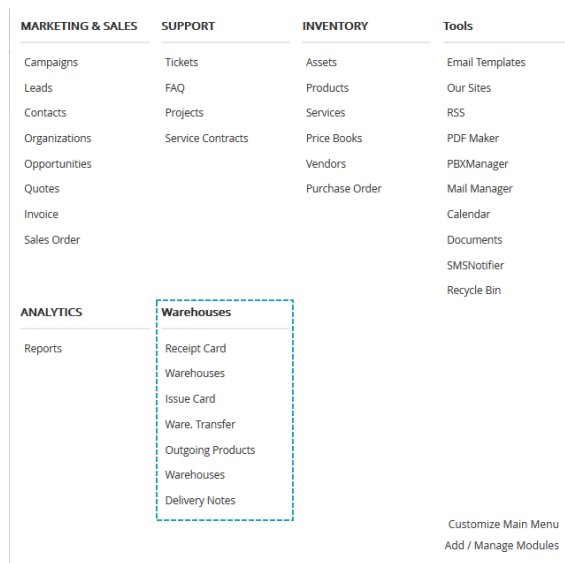 MARKETING & SALES
Campaigns
Leads
Contacts
Organizations
Opportunities
Quotes
Invoice
Sales Order
SUPPORT
Tickets
FAQ
Projects
Service Contracts
INVENTORY
Assets
Products
Services
Price Books
Vendors
Purchase Order
Tools
Email Templates
Our Sites
RSS
PDF Maker
PBXManager
Mail Manager
Calendar
Documents
SMSNotifier
Recycle Bin
ANALYTICS
Reports
Warehouses
Receipt Card
Warehouses
Issue Card
Ware. Transfer
Outgoing Products
Warehouses
Delivery Notes
Customize Main Menu
Add / Manage Modules